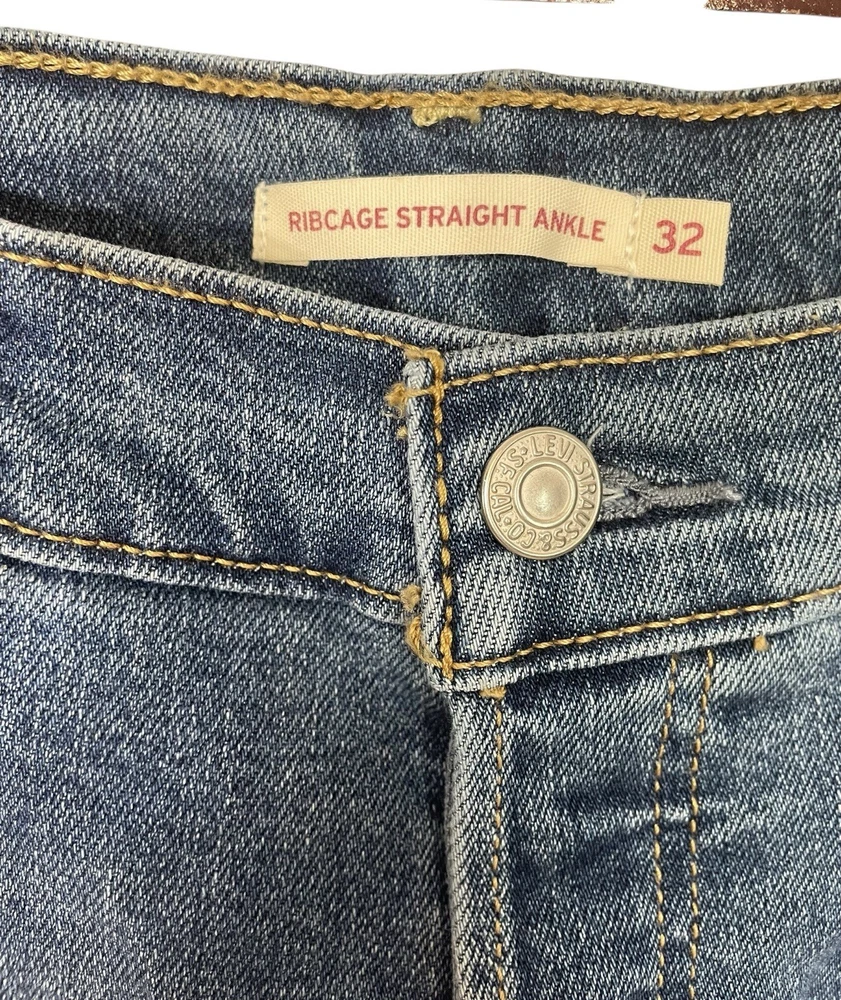 RIBCAGE STRAIGHT ANKLE 32
LEVI STRAUSS & CO. S.F. CAL.